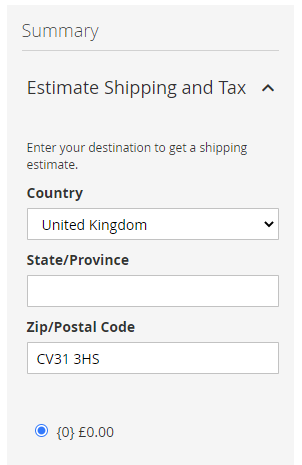 Summary
Estimate Shipping and Tax
Enter your destination to get a shipping
estimate.
Country
United Kingdom
State/Province
Zip/Postal Code
CV31 3HS
{0} £0.00